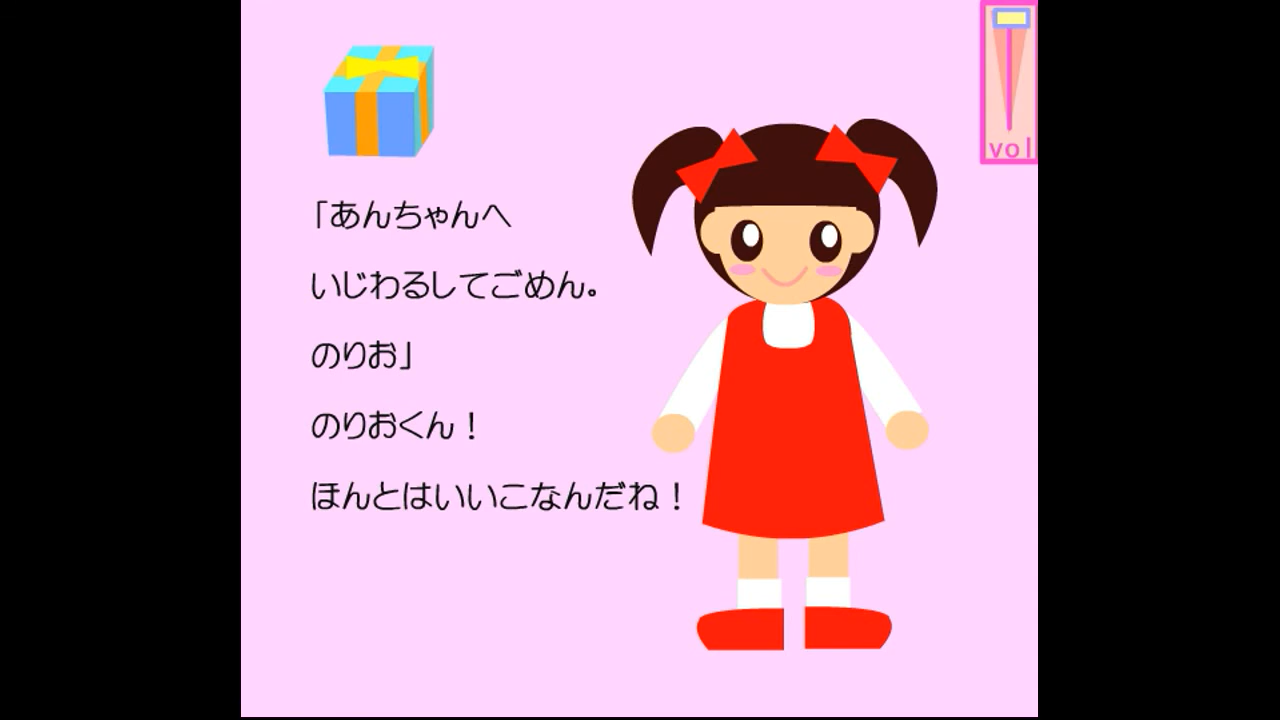 vol
「あんちゃんへ
いじわるしてごめん。
のりお」
のりおくん！
ほんとはいいこなんだね！